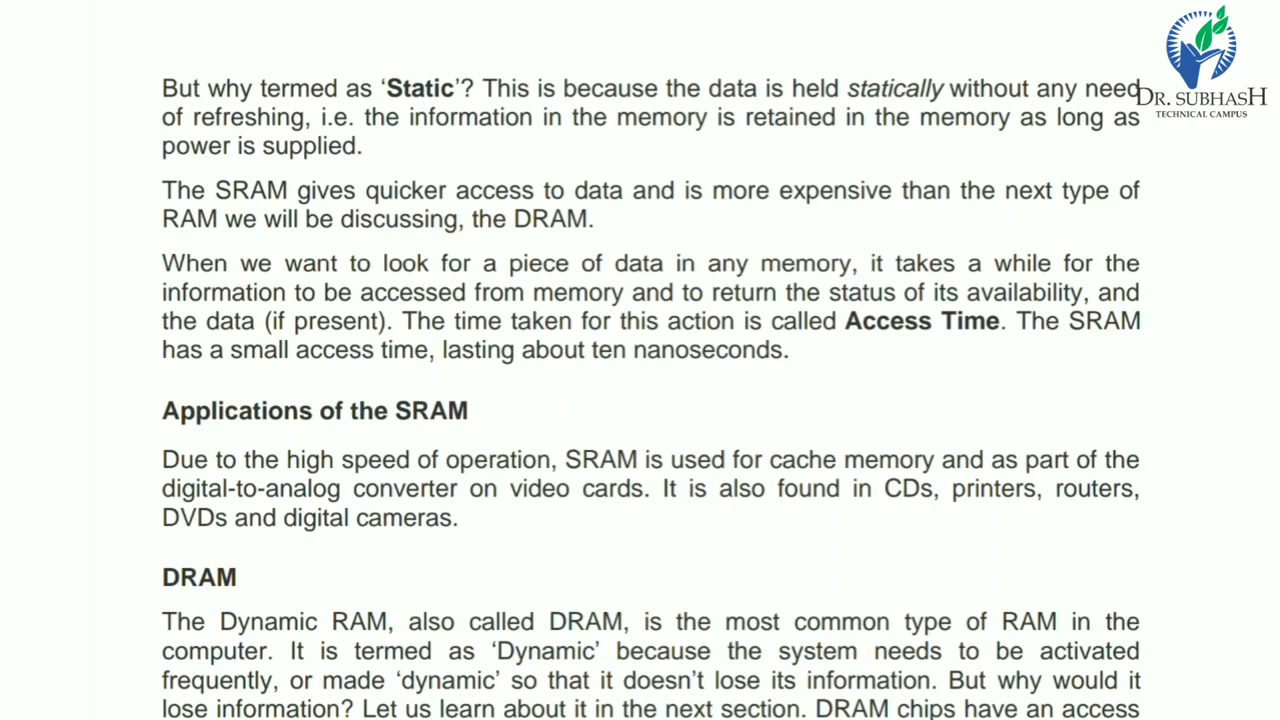 But why termed as ‘Static’? This is because the data is held statically without any need
of refreshing, i.e. the information in the memory is retained in the memory as long as
power is supplied.
DR. SUBHASH
TECHNICAL CAMPUS
The SRAM gives quicker access to data and is more expensive than the next type of
RAM we will be discussing, the DRAM.
When we want to look for a piece of data in any memory, it takes a while for the
information to be accessed from memory and to return the status of its availability, and
the data (if present). The time taken for this action is called Access Time. The SRAM
has a small access time, lasting about ten nanoseconds.
Applications of the SRAM
Due to the high speed of operation, SRAM is used for cache memory and as part of the
digital-to-analog converter on video cards. It is also found in CDs, printers, routers,
DVDs and digital cameras.
DRAM
The Dynamic RAM, also called DRAM, is the most common type of RAM in the
computer. It is termed as ‘Dynamic’ because the system needs to be activated
frequently, or made ‘dynamic’ so that it doesn’t lose its information. But why would it
lose information? Let us learn about it in the next section. DRAM chips have an access